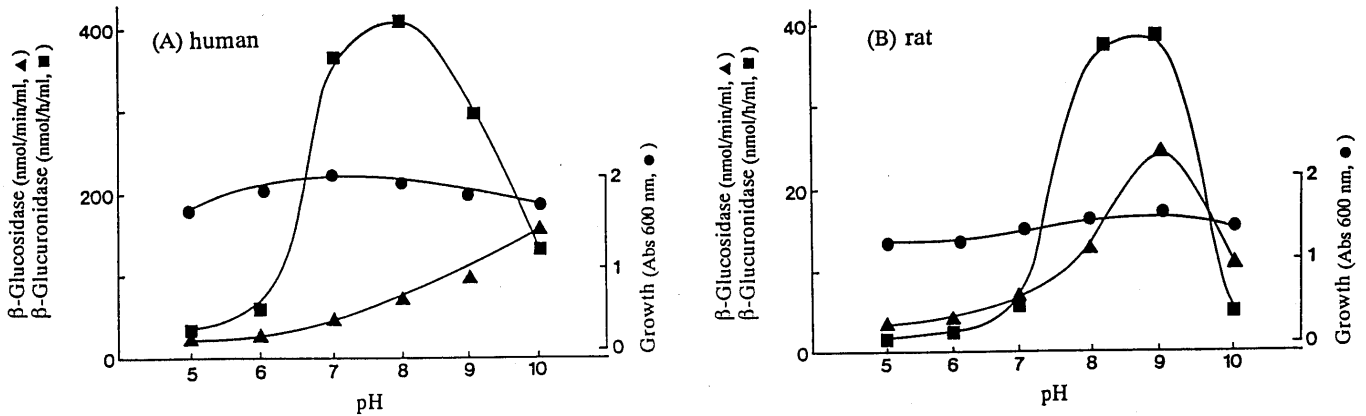 (A) human
β-Glucosidase (nmol/min/ml, ▲)
β-Glucuronidase (nmol/h/ml, ■)
400
200
100
0
2
1
0
Growth (Abs 600 nm, ●)
5 6 7 8 9 10
pH
(B) rat
β-Glucosidase (nmol/min/ml, ▲)
β-Glucuronidase (nmol/h/ml, ■)
40
20
10
0
2
1
0
Growth (Abs 600 nm, ●)
5 6 7 8 9 10
pH